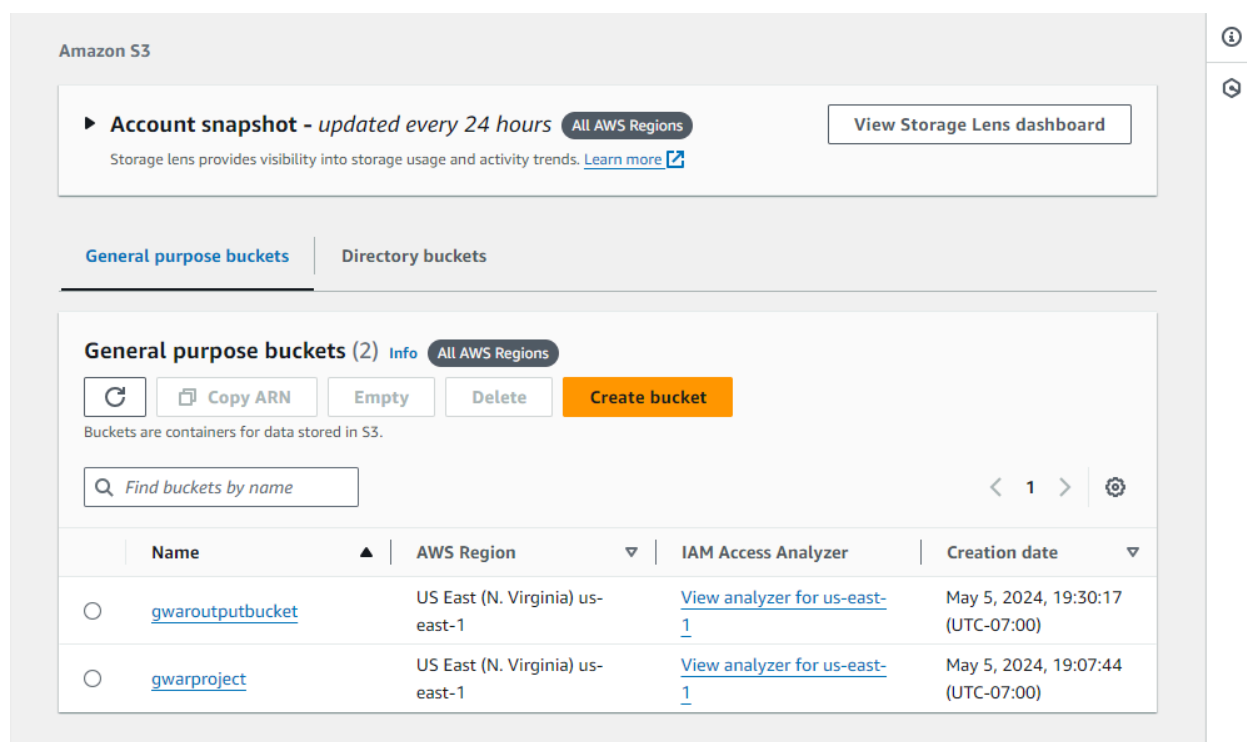 Amazon S3
Account snapshot - updated every 24 hours All AWS Regions
View Storage Lens dashboard
Storage lens provides visibility into storage usage and activity trends. Learn more
General purpose buckets
Directory buckets
General purpose buckets (2) Info All AWS Regions
Copy ARN Empty Delete Create bucket
Buckets are containers for data stored in S3.
Find buckets by name
1
Name AWS Region IAM Access Analyzer Creation date
gwaroutputbucket
US East (N. Virginia) us-
east-1
View analyzer for us-east-
1
May 5, 2024, 19:30:17
(UTC-07:00)
gwarproject
US East (N. Virginia) us-
east-1
View analyzer for us-east-
1
May 5, 2024, 19:07:44
(UTC-07:00)